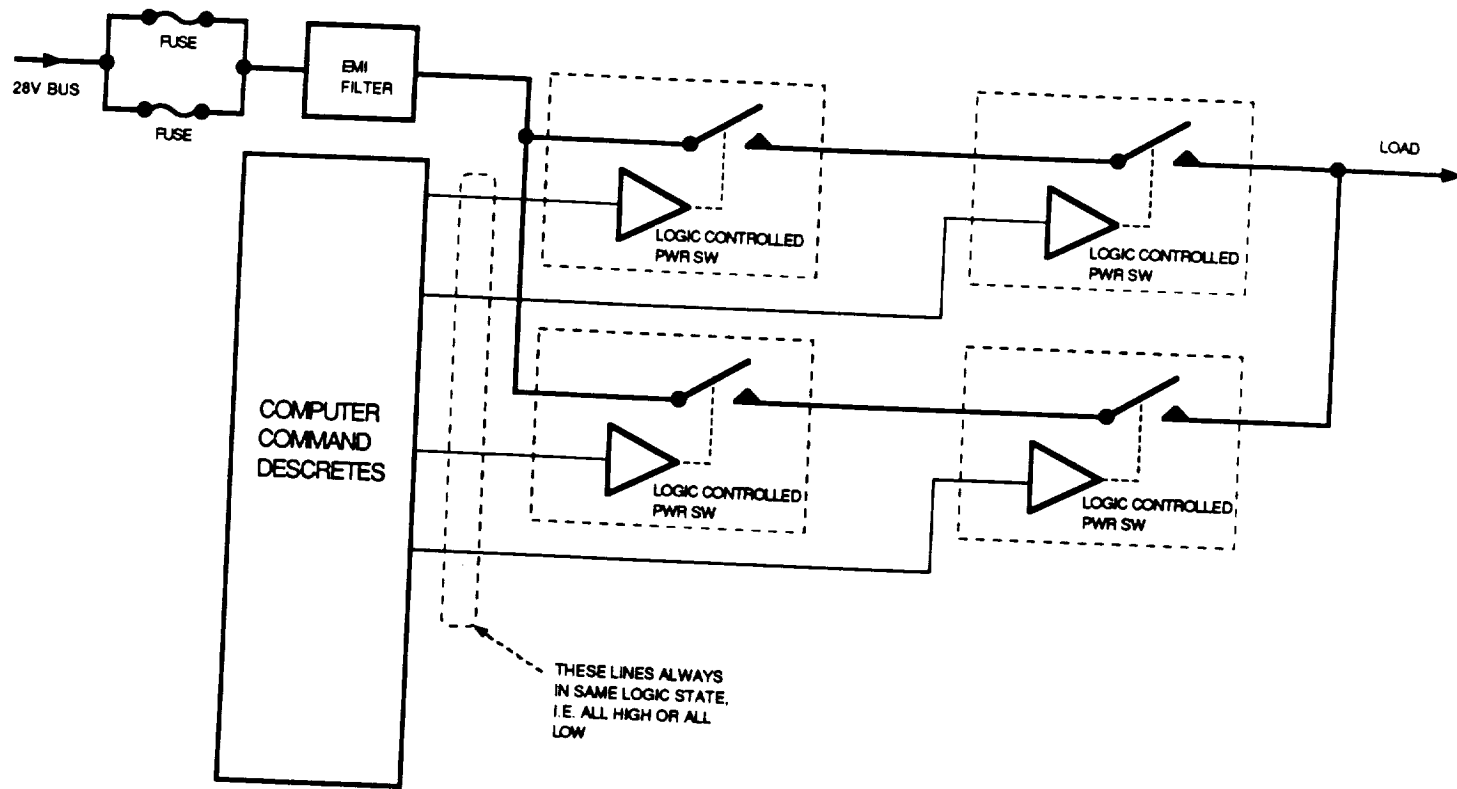 FUSE
28V BUS
FUSE
EMI
FILTER
LOAD
LOGIC CONTROLLED
PWR SW
LOGIC CONTROLLED
PWR SW
COMPUTER
COMMAND
DESCRETES
LOGIC CONTROLLED
PWR SW
LOGIC CONTROLLED
PWR SW
THESE LINES ALWAYS
IN SAME LOGIC STATE,
I.E. ALL HIGH OR ALL
LOW